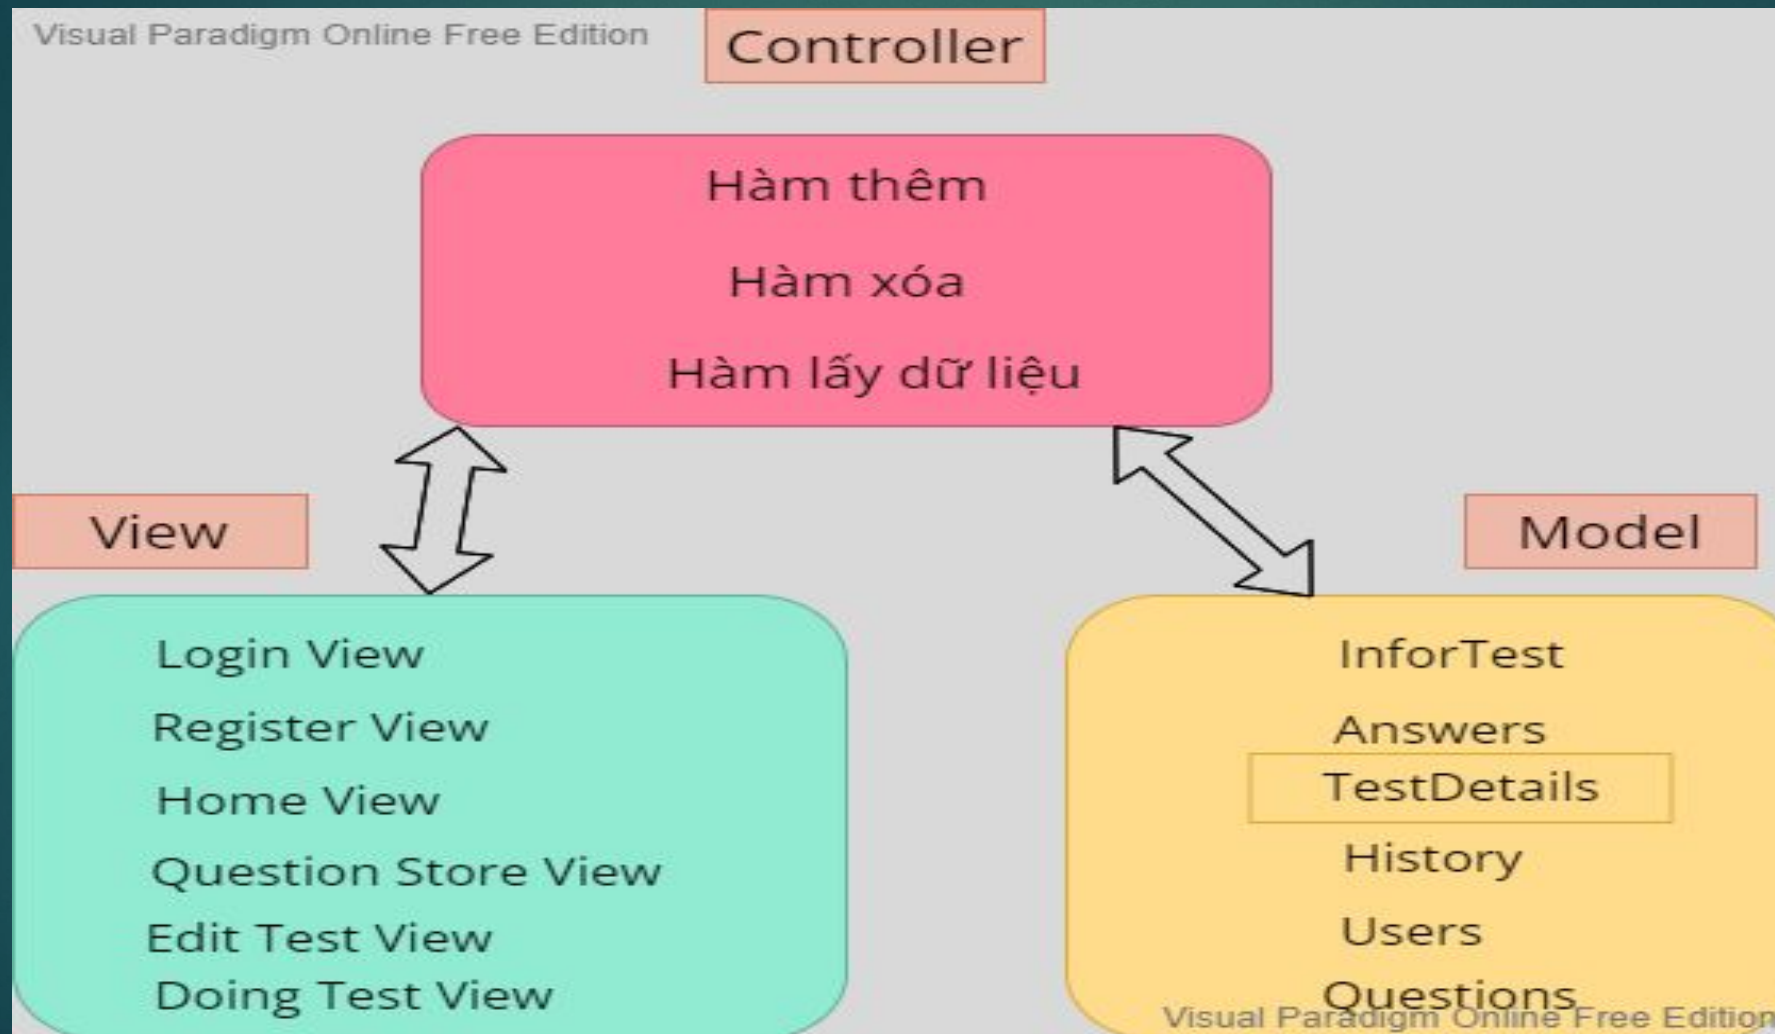 Visual Paradigm Online Free Edition
Controller
Hàm thêm
Hàm xóa
Hàm lấy dữ liệu
View
Login View
Register View
Home View
Question Store View
Edit Test View
Doing Test View
Model
InforTest
Answers
TestDetails
History
Users
Questions
Visual Paradigm Online Free Edition